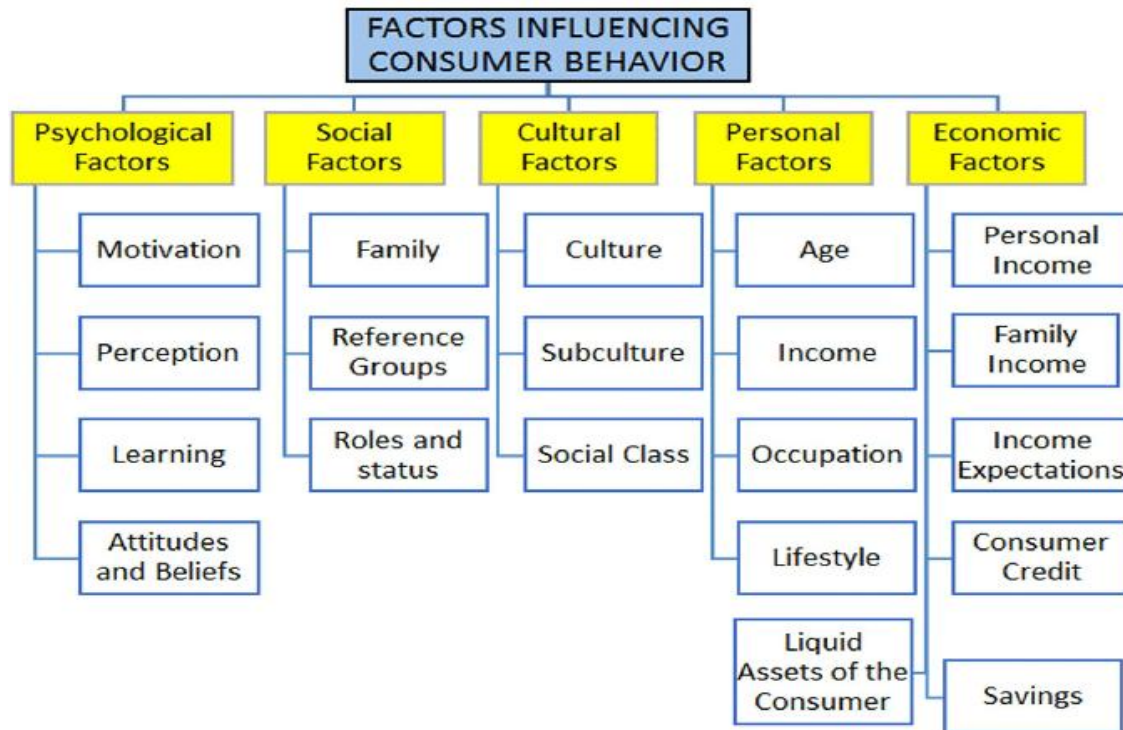 FACTORS INFLUENCING
CONSUMER BEHAVIOR
Psychological
Factors
Motivation
Perception
Learning
Attitudes
and Beliefs
Social
Factors
Family
Reference
Groups
Roles and
status
Cultural
Factors
Culture
Subculture
Social Class
Personal
Factors
Age
Income
Occupation
Lifestyle
Economic
Factors
Personal
Income
Family
Income
Income
Expectations
Consumer
Credit
Liquid
Assets of the
Consumer
Savings